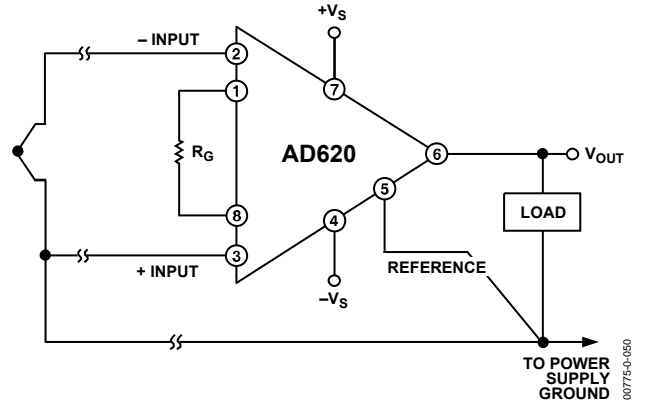 +VS
– INPUT
2
1
7
RG
AD620
6
VOUT
5
8
4
LOAD
3
+ INPUT
REFERENCE
–VS
TO POWER
SUPPLY
GROUND
00775-0-050